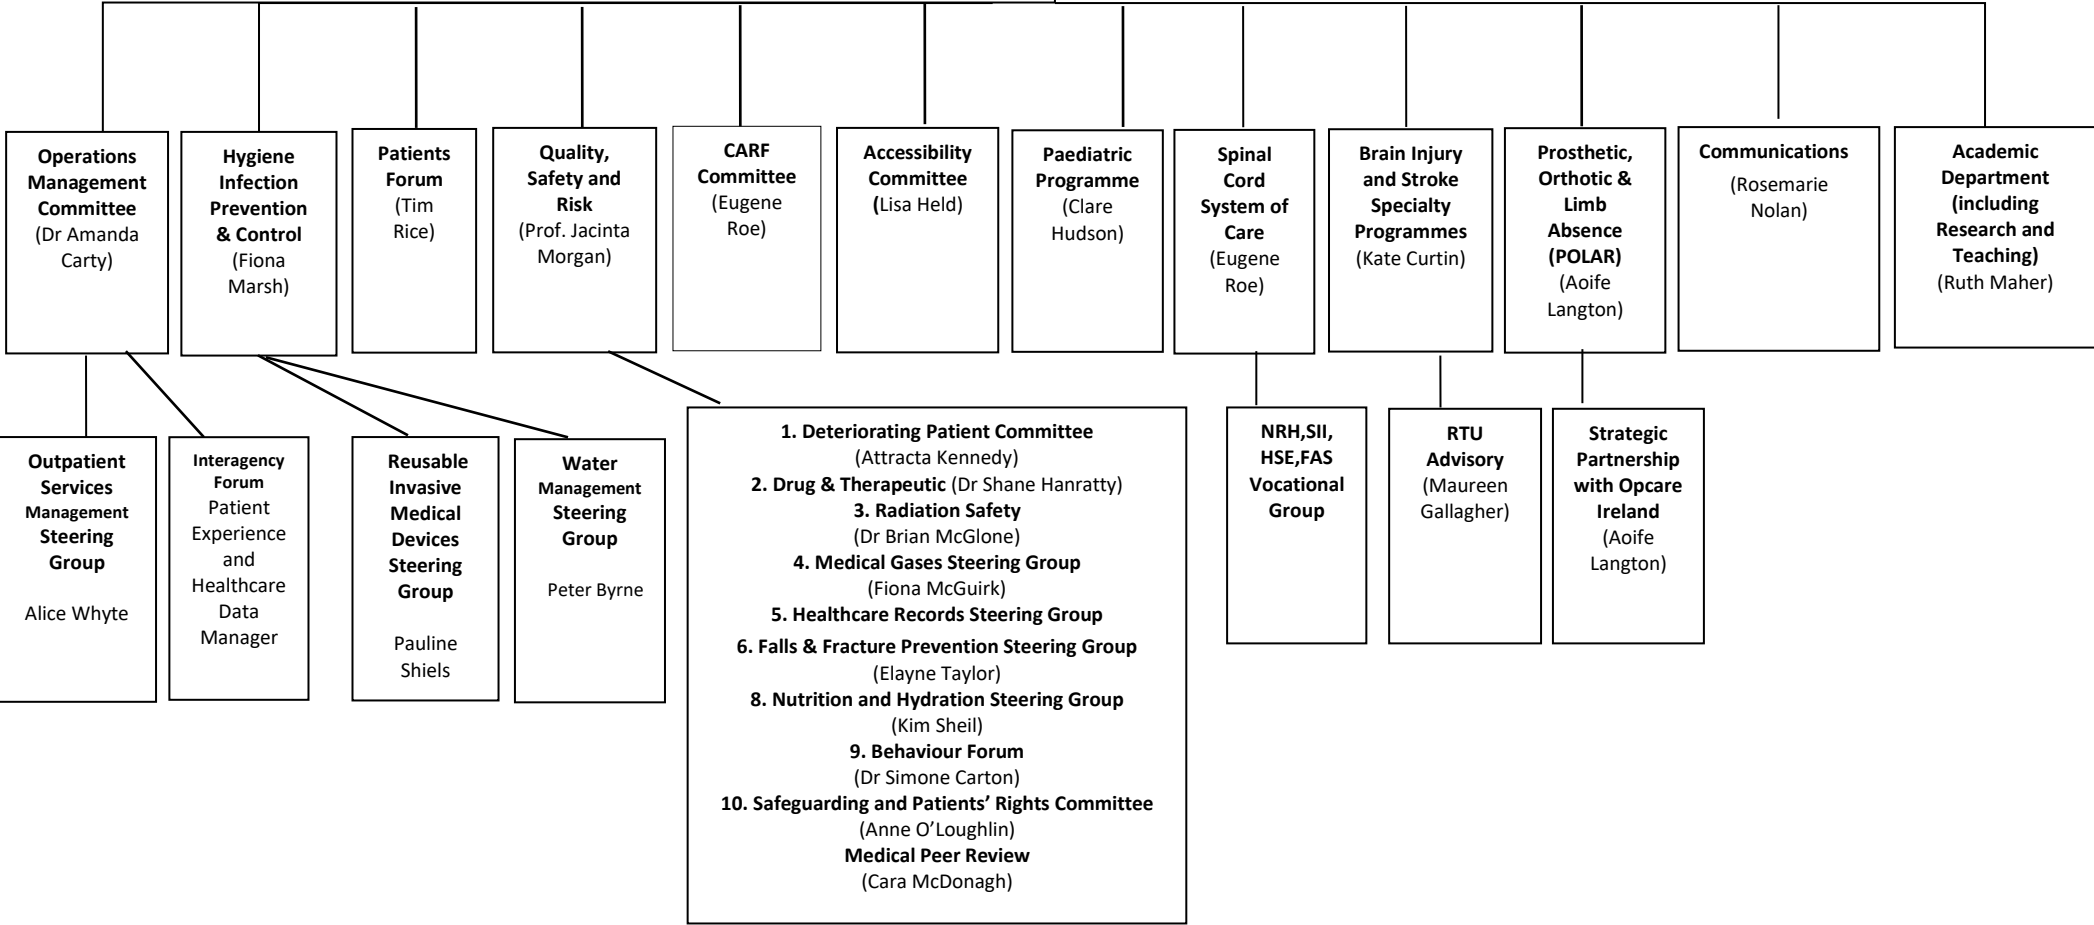 Operations
Management
Committee
(Dr Amanda
Carty)
Hygiene
Infection
Prevention
& Control
(Fiona
Marsh)
Patients
Forum
(Tim
Rice)
Quality,
Safety and
Risk
(Prof. Jacinta
Morgan)
CARF
Committee
(Eugene
Roe)
Accessibility
Committee
(Lisa Held)
Paediatric
Programme
(Clare
Hudson)
Spinal
Cord
System of
Care
(Eugene
Roe)
Brain Injury
and Stroke
Specialty
Programmes
(Kate Curtin)
Prosthetic,
Orthotic &
Limb
Absence
(POLAR)
(Aoife
Langton)
Communications
(Rosemarie
Nolan)
Academic
Department
(including
Research and
Teaching)
(Ruth Maher)
Outpatient
Services
Management
Steering
Group
Alice Whyte
Interagency
Forum
Patient
Experience
and
Healthcare
Data
Manager
Reusable
Invasive
Medical
Devices
Steering
Group
Pauline
Shiels
Water
Management
Steering
Group
Peter Byrne
1. Deteriorating Patient Committee
(Attracta Kennedy)
2. Drug & Therapeutic (Dr Shane Hanratty)
3. Radiation Safety
(Dr Brian McGlone)
4. Medical Gases Steering Group
(Fiona McGuirk)
5. Healthcare Records Steering Group
6. Falls & Fracture Prevention Steering Group
(Elayne Taylor)
8. Nutrition and Hydration Steering Group
(Kim Sheil)
9. Behaviour Forum
(Dr Simone Carton)
10. Safeguarding and Patients’ Rights Committee
(Anne O’Loughlin)
Medical Peer Review
(Cara McDonagh)
NRH,SII,
HSE,FAS
Vocational
Group
RTU
Advisory
(Maureen
Gallagher)
Strategic
Partnership
with Opcare
Ireland
(Aoife
Langton)